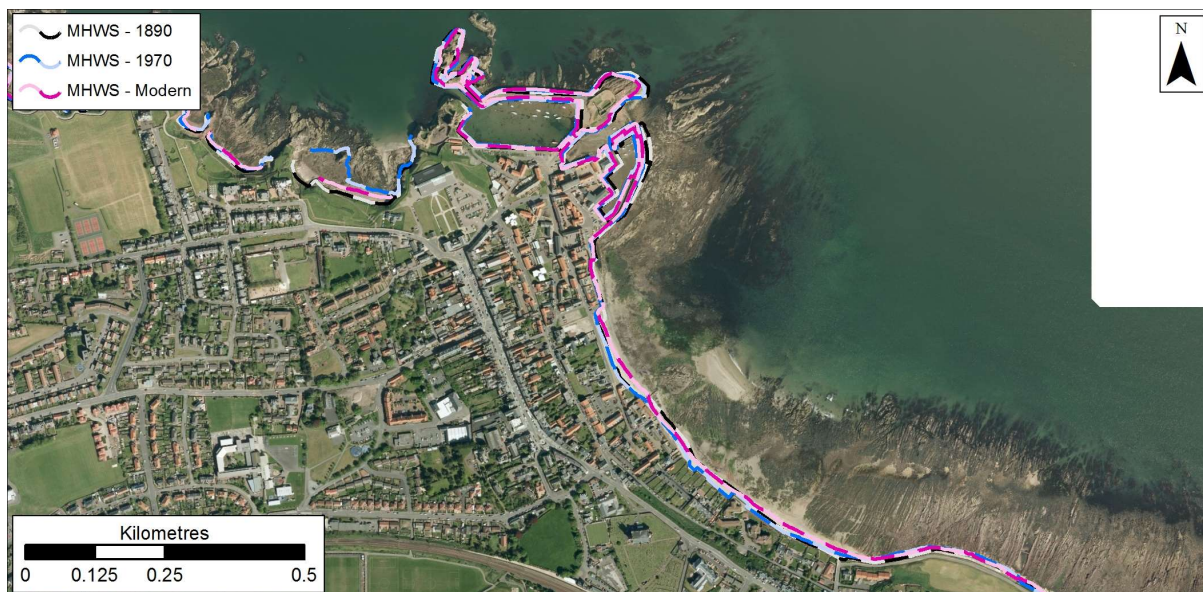 MHWS - 1890
MHWS - 1970
MHWS - Modern
N
Kilometres
0 0.125 0.25 0.5